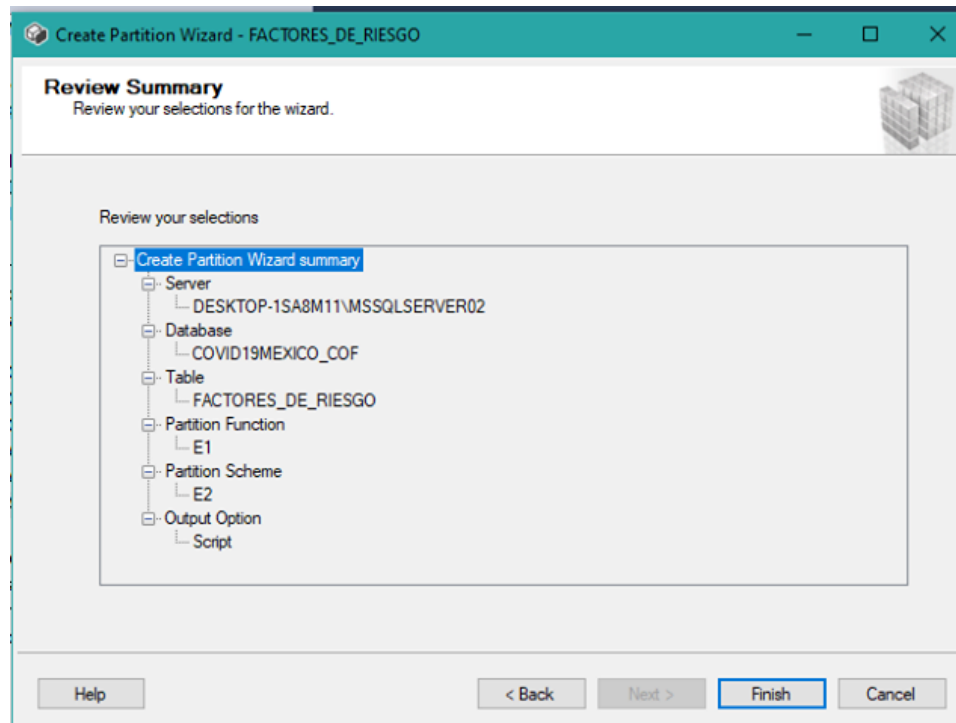 Create Partition Wizard - FACTORES_DE_RIESGO
Review Summary
Review your selections for the wizard.
Review your selections
Create Partition Wizard summary
Server
DESKTOP-1SA8M11\MSSQLSERVER02
Database
COVID19MEXICO_COF
Table
FACTORES_DE_RIESGO
Partition Function
E1
Partition Scheme
E2
Output Option
Script
Help
< Back
Next >
Finish
Cancel